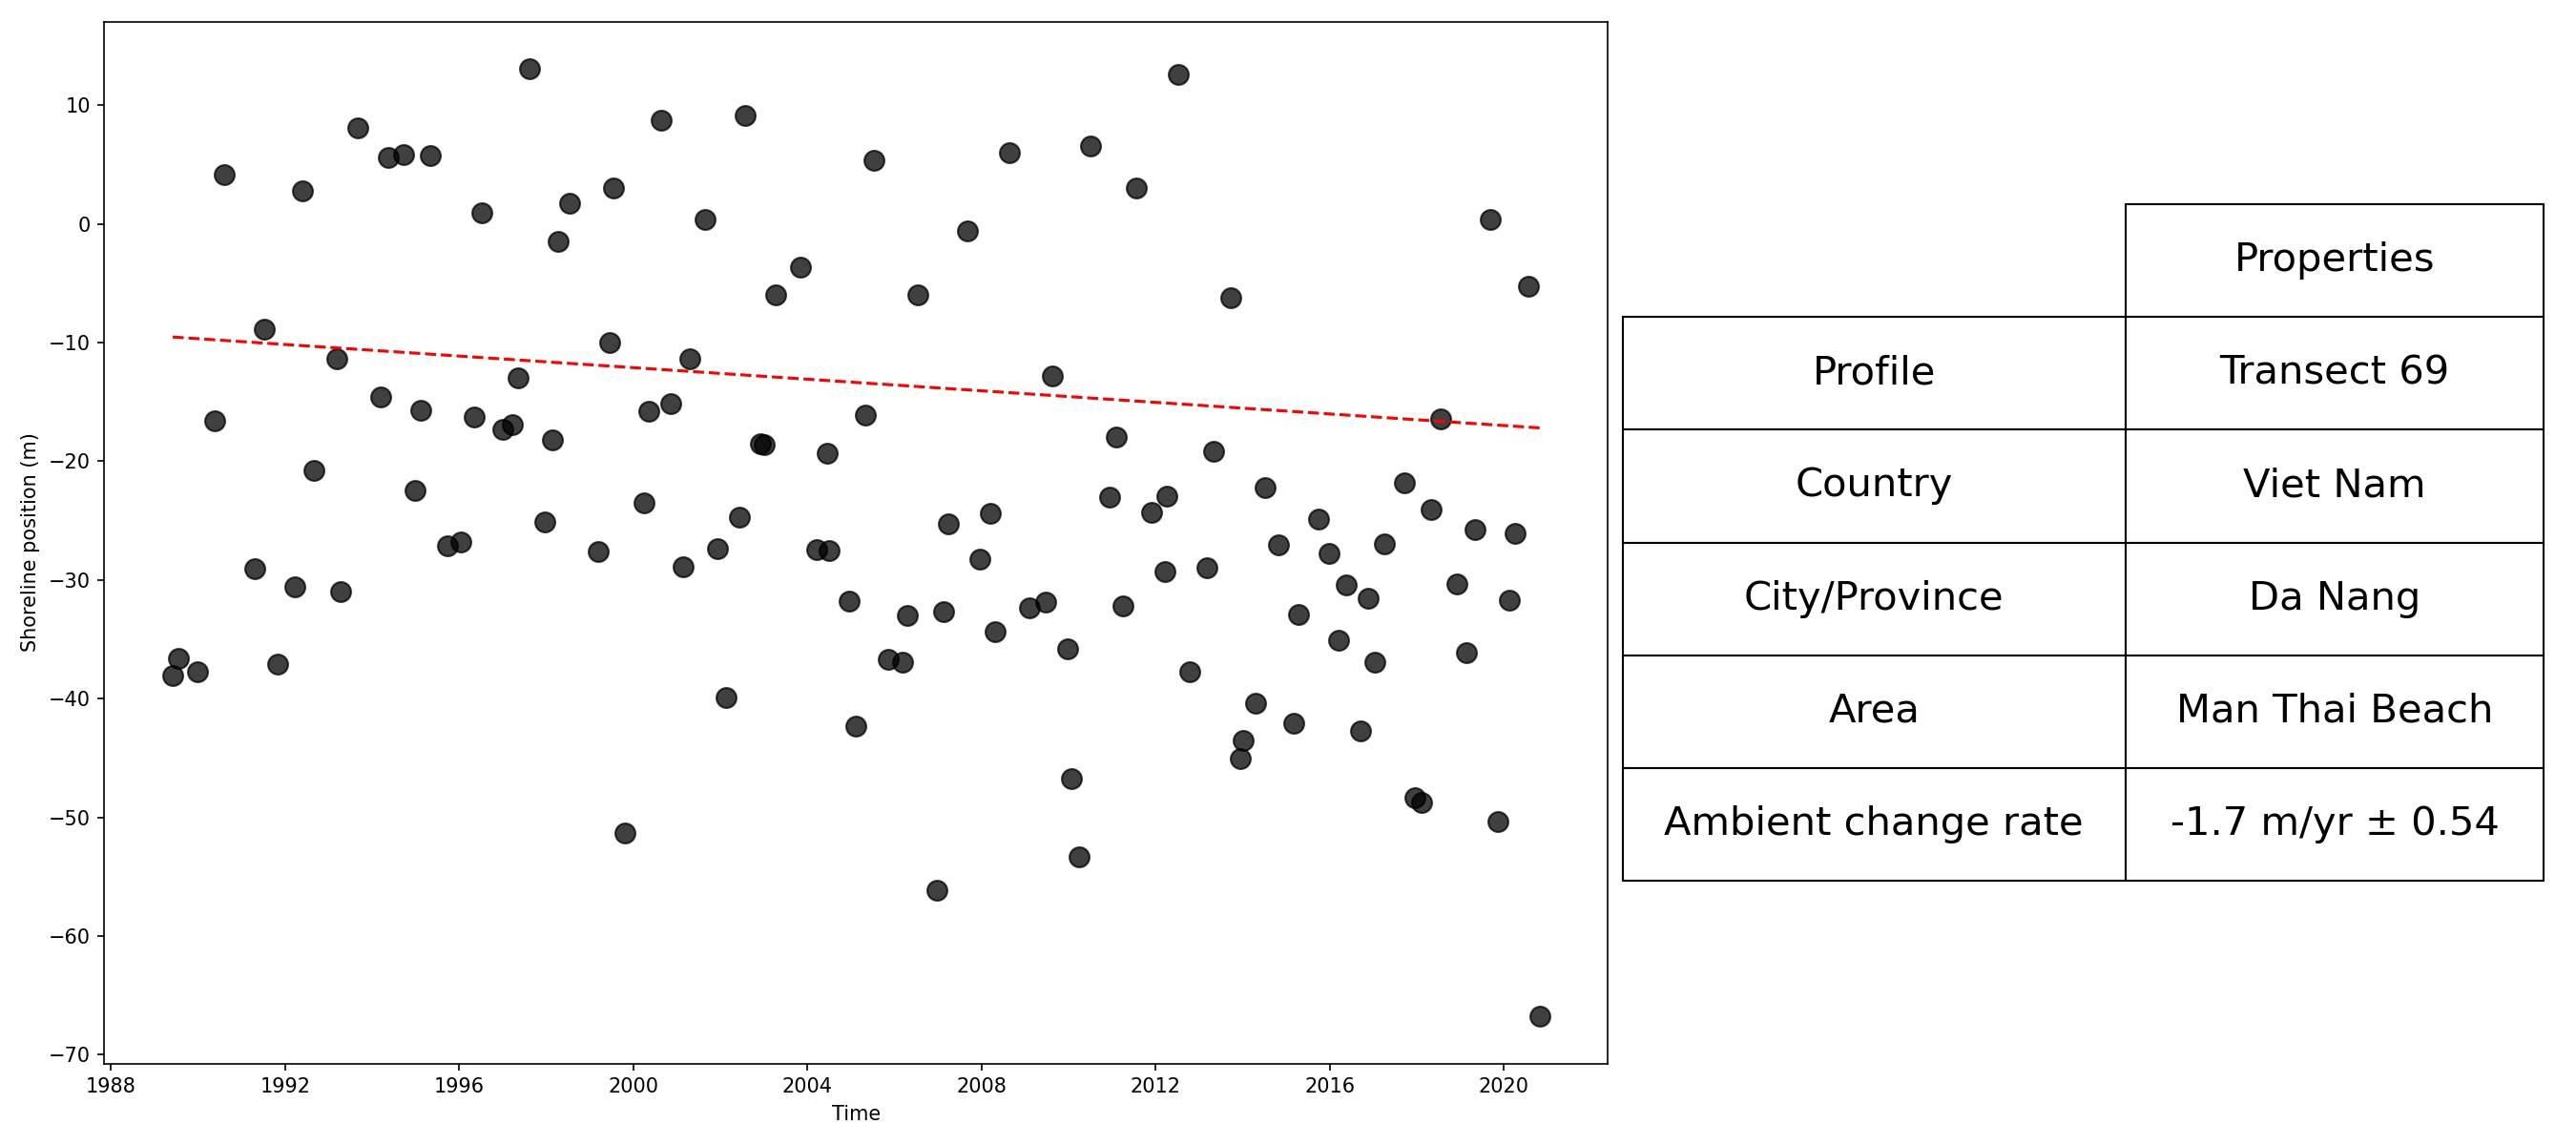 10
0
−10
−20
−30
−40
−50
−60
−70
Shoreline position (m)
1988 1992 1996 2000 2004 2008 2012 2016 2020
Time
Properties
Profile Transect 69
Country Viet Nam
City/Province Da Nang
Area Man Thai Beach
Ambient change rate -1.7 m/yr ± 0.54